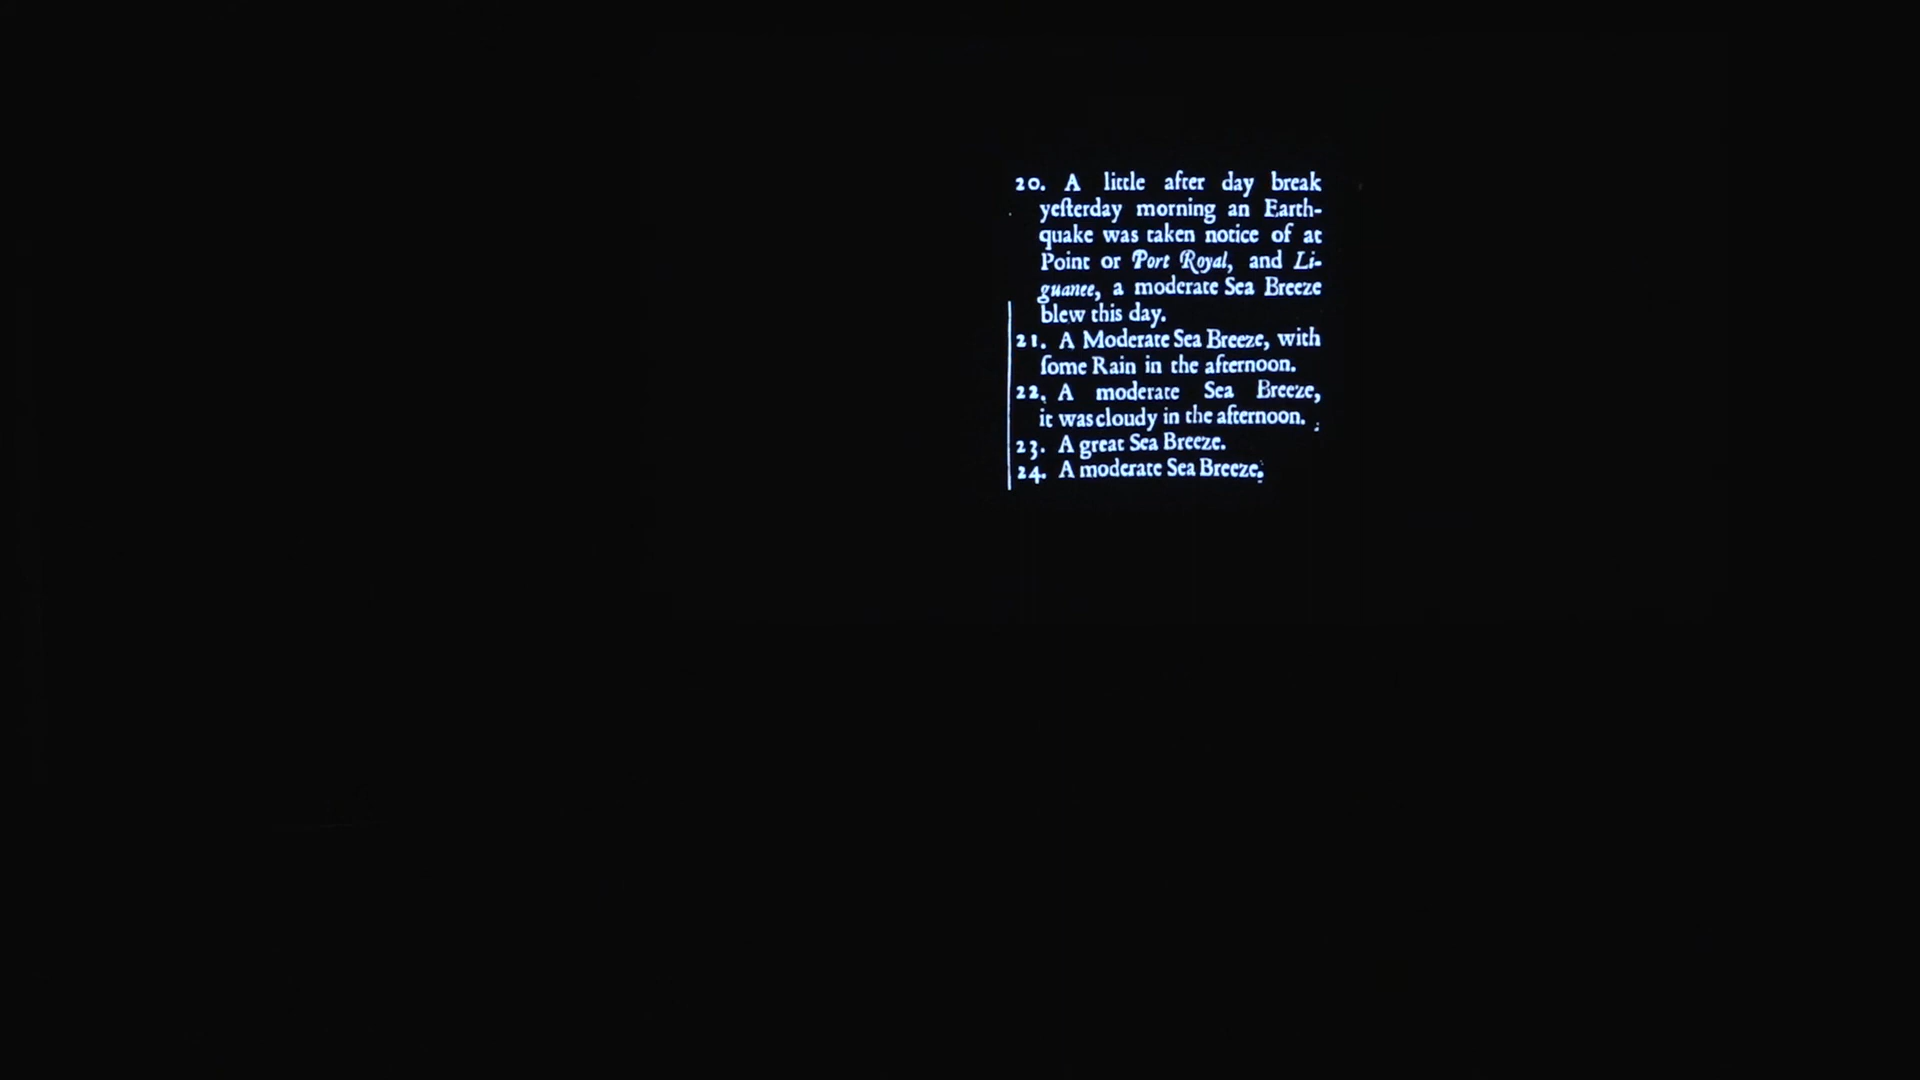 20. A little after day break
yeſterday morning an Earth-
quake was taken notice of at
Point or Port Royal, and Li-
guanee, a moderate Sea Breeze
blew this day.
21. A Moderate Sea Breeze, with
ſome Rain in the afternoon.
22. A moderate Sea Breeze,
it was cloudy in the afternoon.
23. A great Sea Breeze.
24. A moderate Sea Breeze.